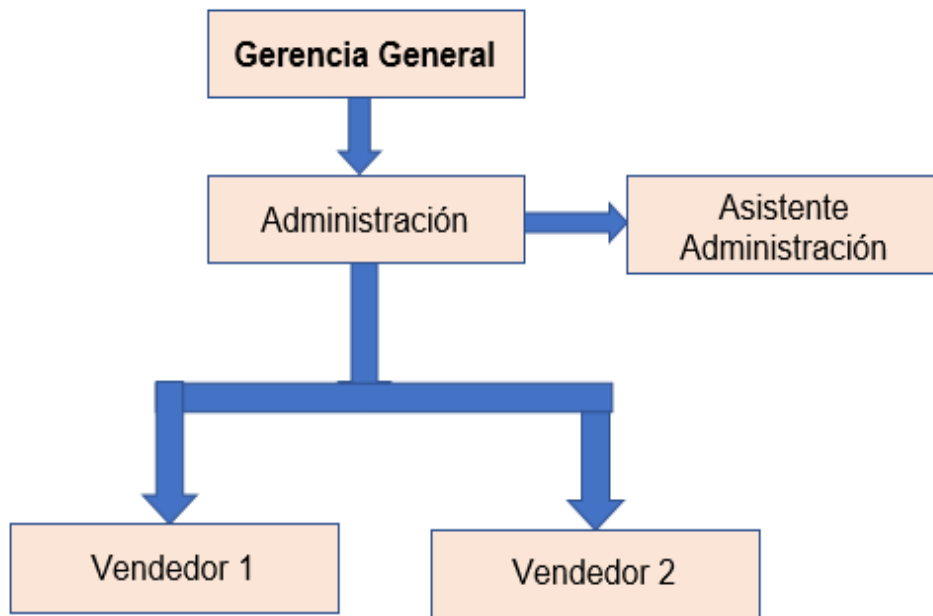 Gerencia General
Administración
Asistente
Administración
Vendedor 1
Vendedor 2